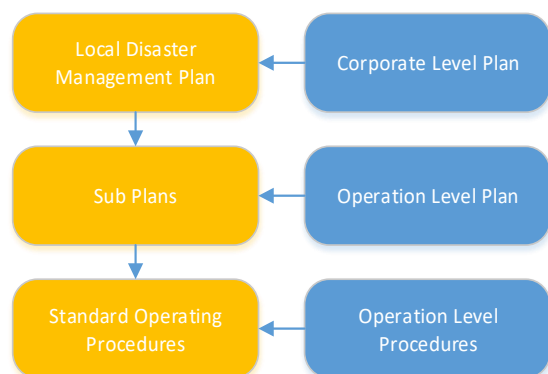 Local Disaster
Management Plan
Corporate Level Plan
Sub Plans
Operation Level Plan
Standard Operating
Procedures
Operation Level
Procedures